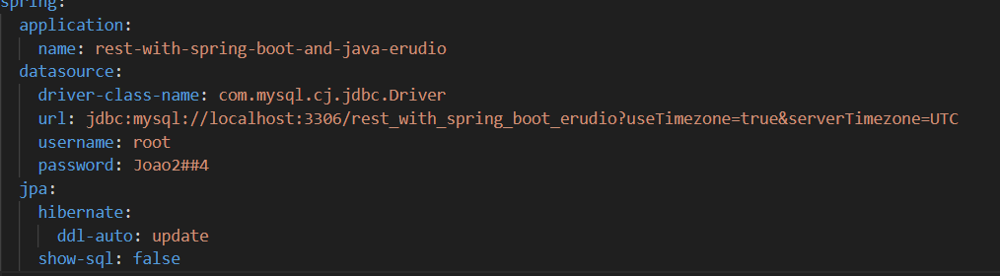 spring:
  application:
    name: rest-with-spring-boot-and-java-erudio
  datasource:
    driver-class-name: com.mysql.cj.jdbc.Driver
    url: jdbc:mysql://localhost:3306/rest_with_spring_boot_erudio?useTimezone=true&serverTimezone=UTC
    username: root
    password: Joao2##4
  jpa:
    hibernate:
      ddl-auto: update
    show-sql: false